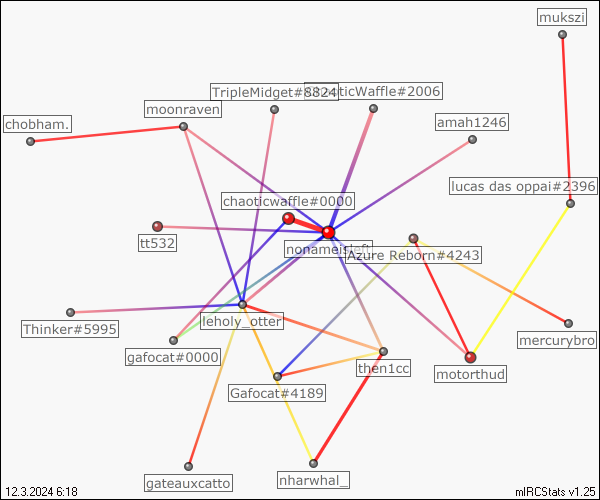 mukszi
TripleMidget#8824
ChaoticWaffle#2006
moonraven
chobham.
amah1246
lucas das oppai#2396
chaoticwaffle#0000
tt532
nonameisleft
Azure Reborn#4243
leholy_otter
Thinker#5995
mercurybro
gafocat#0000
then1cc
motorthud
Gafocat#4189
gateauxcatto
nharwhal_
12.3.2024 6:18
mIRCStats v1.25